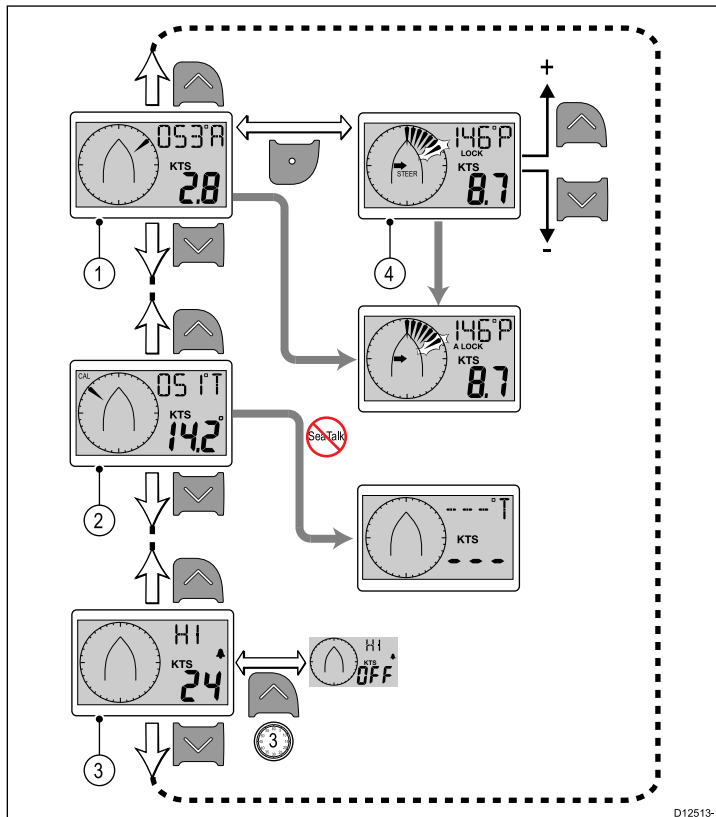 053°A
KTS
2.8
1
146°P
LOCK
STEER
KTS
8.7
4
+
-
146°P
A LOCK
KTS
8.7
CAL
051°T
KTS
14.2°
2
SeaTalk
--- °T
KTS
---
HI
KTS
24
3
HI
KTS
OFF
3
D12513-